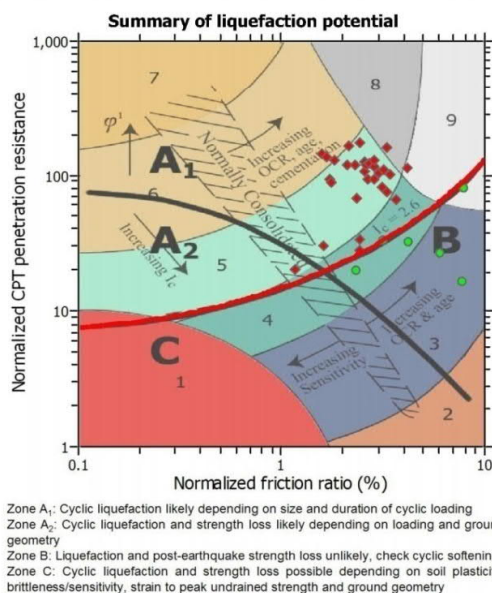 Summary of liquefaction potential
1,000
7
8
9
φ'
A1
Increasing
OCR, age,
cementation
Normally Consolidated
100
6
Ic = 2.6
A2
B
Increasing Ic
5
Normalized CPT penetration resistance
10
4
Increasing
OCR & age
C
Increasing
Sensitivity
3
1
2
1
0.1
1
10
Normalized friction ratio (%)
Zone A1: Cyclic liquefaction likely depending on size and duration of cyclic loading
Zone A2: Cyclic liquefaction and strength loss likely depending on loading and groun
geometry
Zone B: Liquefaction and post-earthquake strength loss unlikely, check cyclic softenin
Zone C: Cyclic liquefaction and strength loss possible depending on soil plastici
brittleness/sensitivity, strain to peak undrained strength and ground geometry